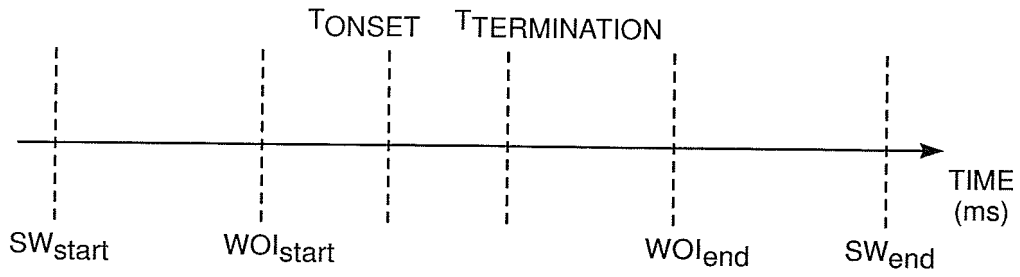 TONSET TTERMINATION
TIME
(ms)
SWstart WOIstart WOIend SWend